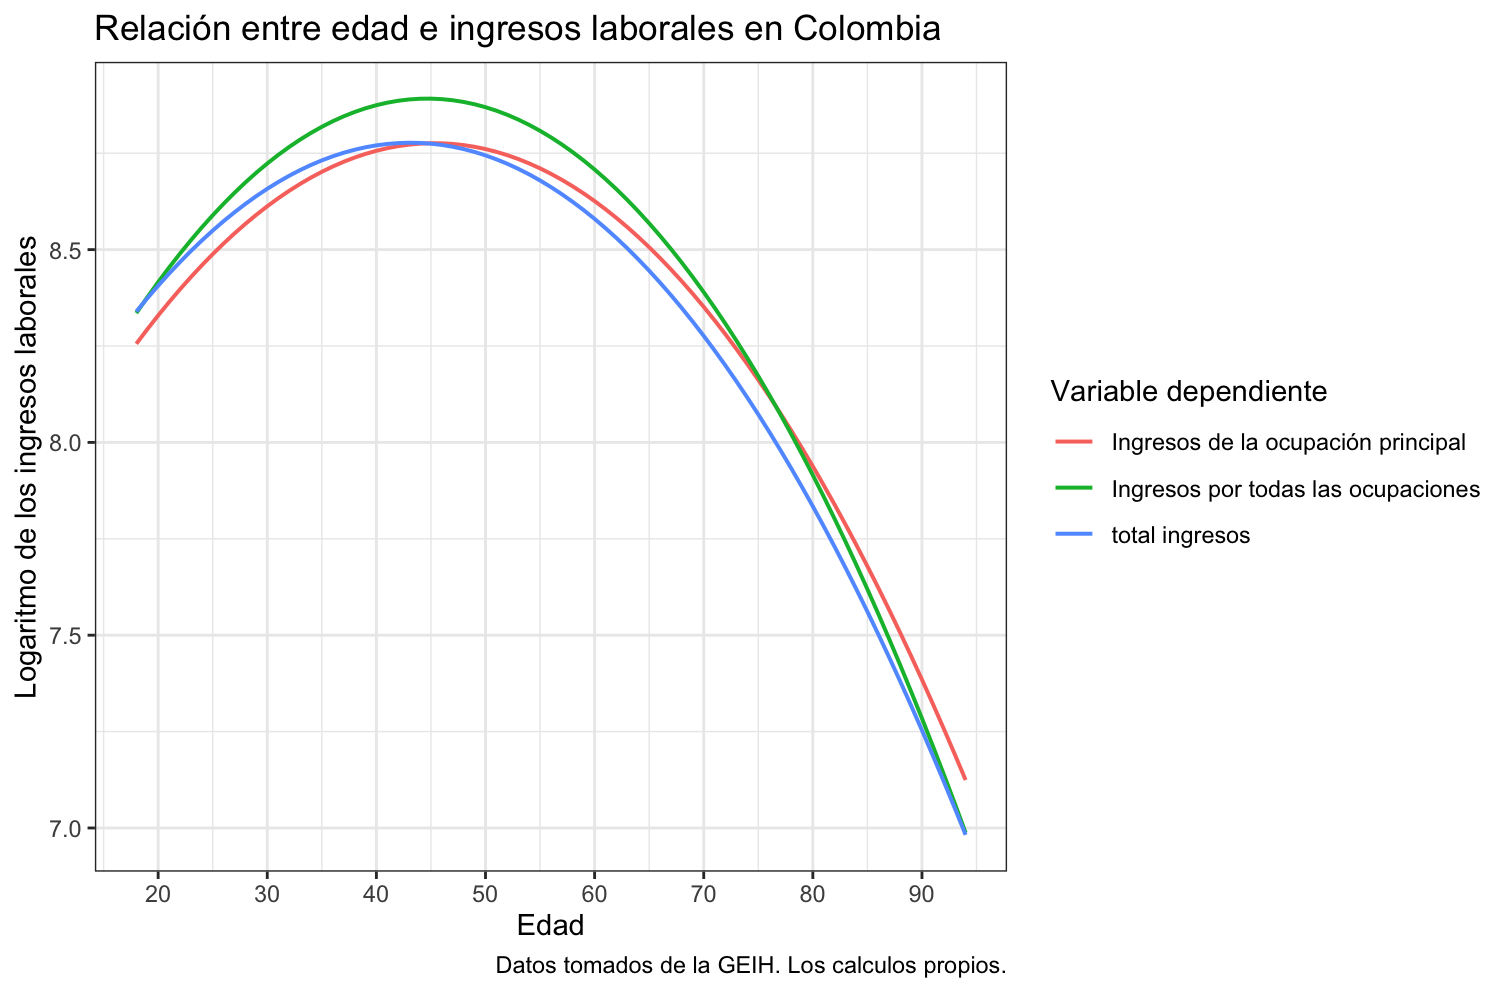 Relación entre edad e ingresos laborales en Colombia
Logaritmo de los ingresos laborales
8.5
8.0
7.5
7.0
20 30 40 50 60 70 80 90
Edad
Datos tomados de la GEIH. Los calculos propios.
Variable dependiente
Ingresos de la ocupación principal
Ingresos por todas las ocupaciones
total ingresos